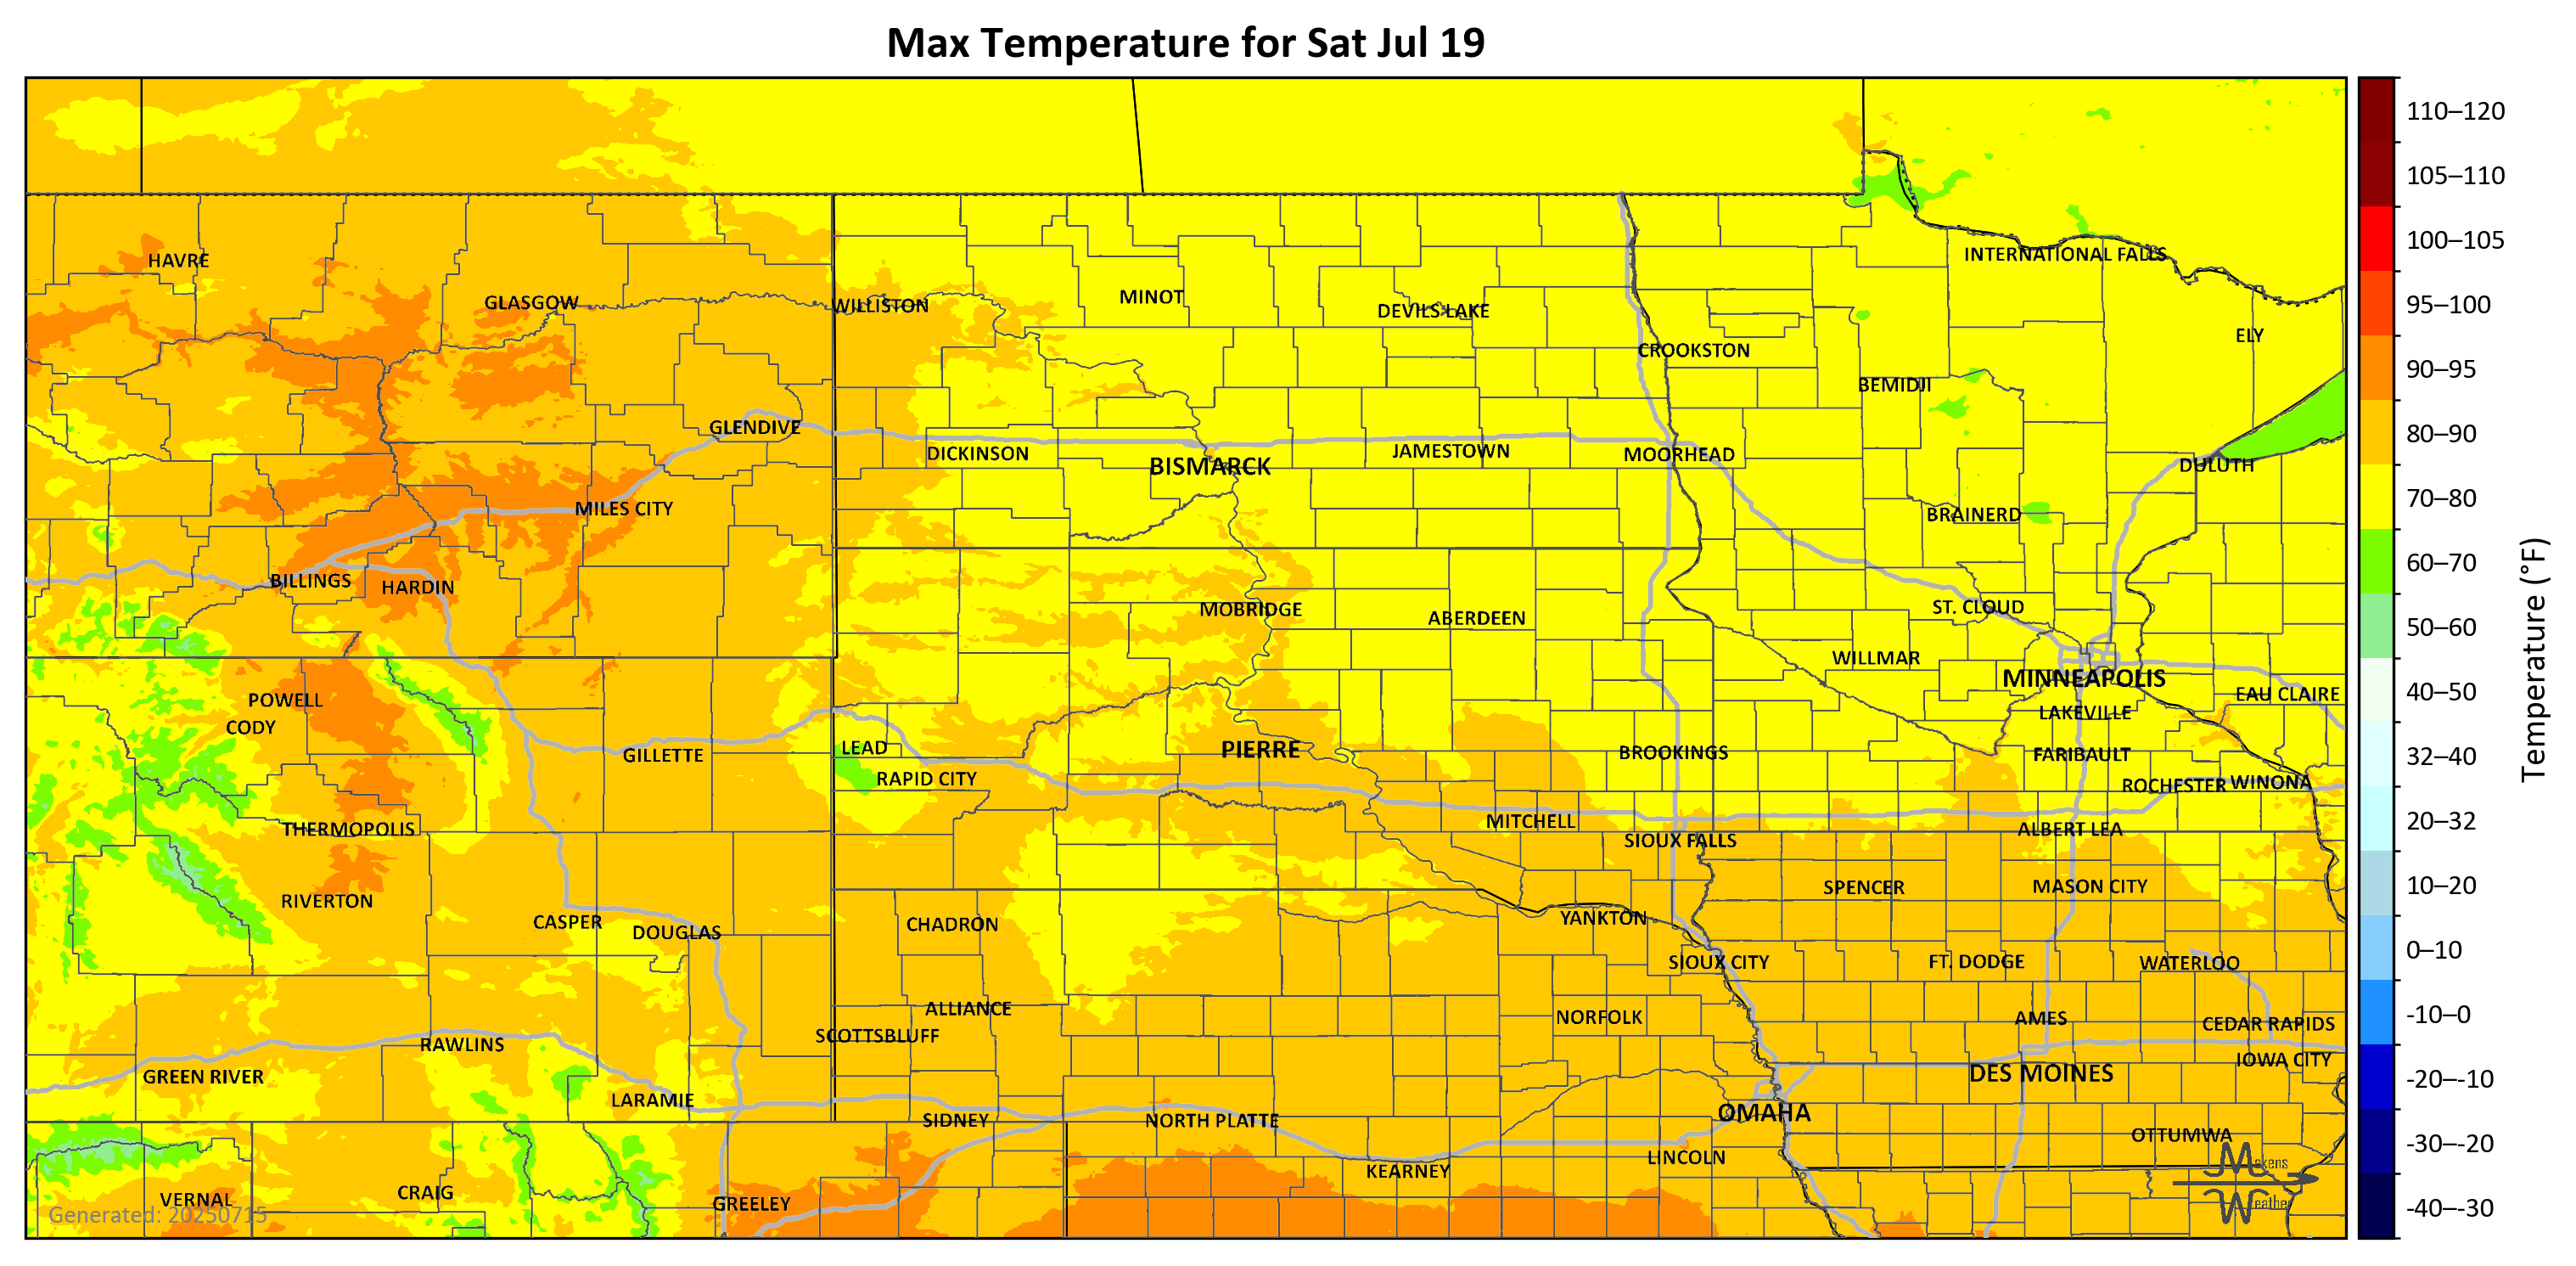 Max Temperature for Sat Jul 19
110–120
105–110
100–105
95–100
90–95
80–90
70–80
60–70
50–60
40–50
32–40
20–32
10–20
0–10
-10–0
-20–-10
-30–-20
-40–-30
Temperature (°F)
INTERNATIONAL FALLS
HAVRE
GLASGOW
WILLISTON
MINOT
DEVILS LAKE
ELY
CROOKSTON
BEMIDJI
GLENDIVE
DICKINSON
BISMARCK
JAMESTOWN
MOORHEAD
DULUTH
MILES CITY
BRAINERD
BILLINGS
HARDIN
MOBRIDGE
ABERDEEN
ST. CLOUD
WILLMAR
MINNEAPOLIS
EAU CLAIRE
POWELL
CODY
LAKEVILLE
GILLETTE
LEAD
RAPID CITY
PIERRE
BROOKINGS
FARIBAULT
ROCHESTER
WINONA
THERMOPOLIS
MITCHELL
SIOUX FALLS
ALBERT LEA
RIVERTON
CASPER
DOUGLAS
CHADRON
YANKTON
SPENCER
MASON CITY
SIOUX CITY
FT. DODGE
WATERLOO
ALLIANCE
SCOTTSBLUFF
NORFOLK
AMES
CEDAR RAPIDS
RAWLINS
GREEN RIVER
IOWA CITY
DES MOINES
LARAMIE
SIDNEY
NORTH PLATTE
OMAHA
OTTUMWA
KEARNEY
LINCOLN
VERNAL
CRAIG
GREELEY
Generated: 20250715
Makens
Weather